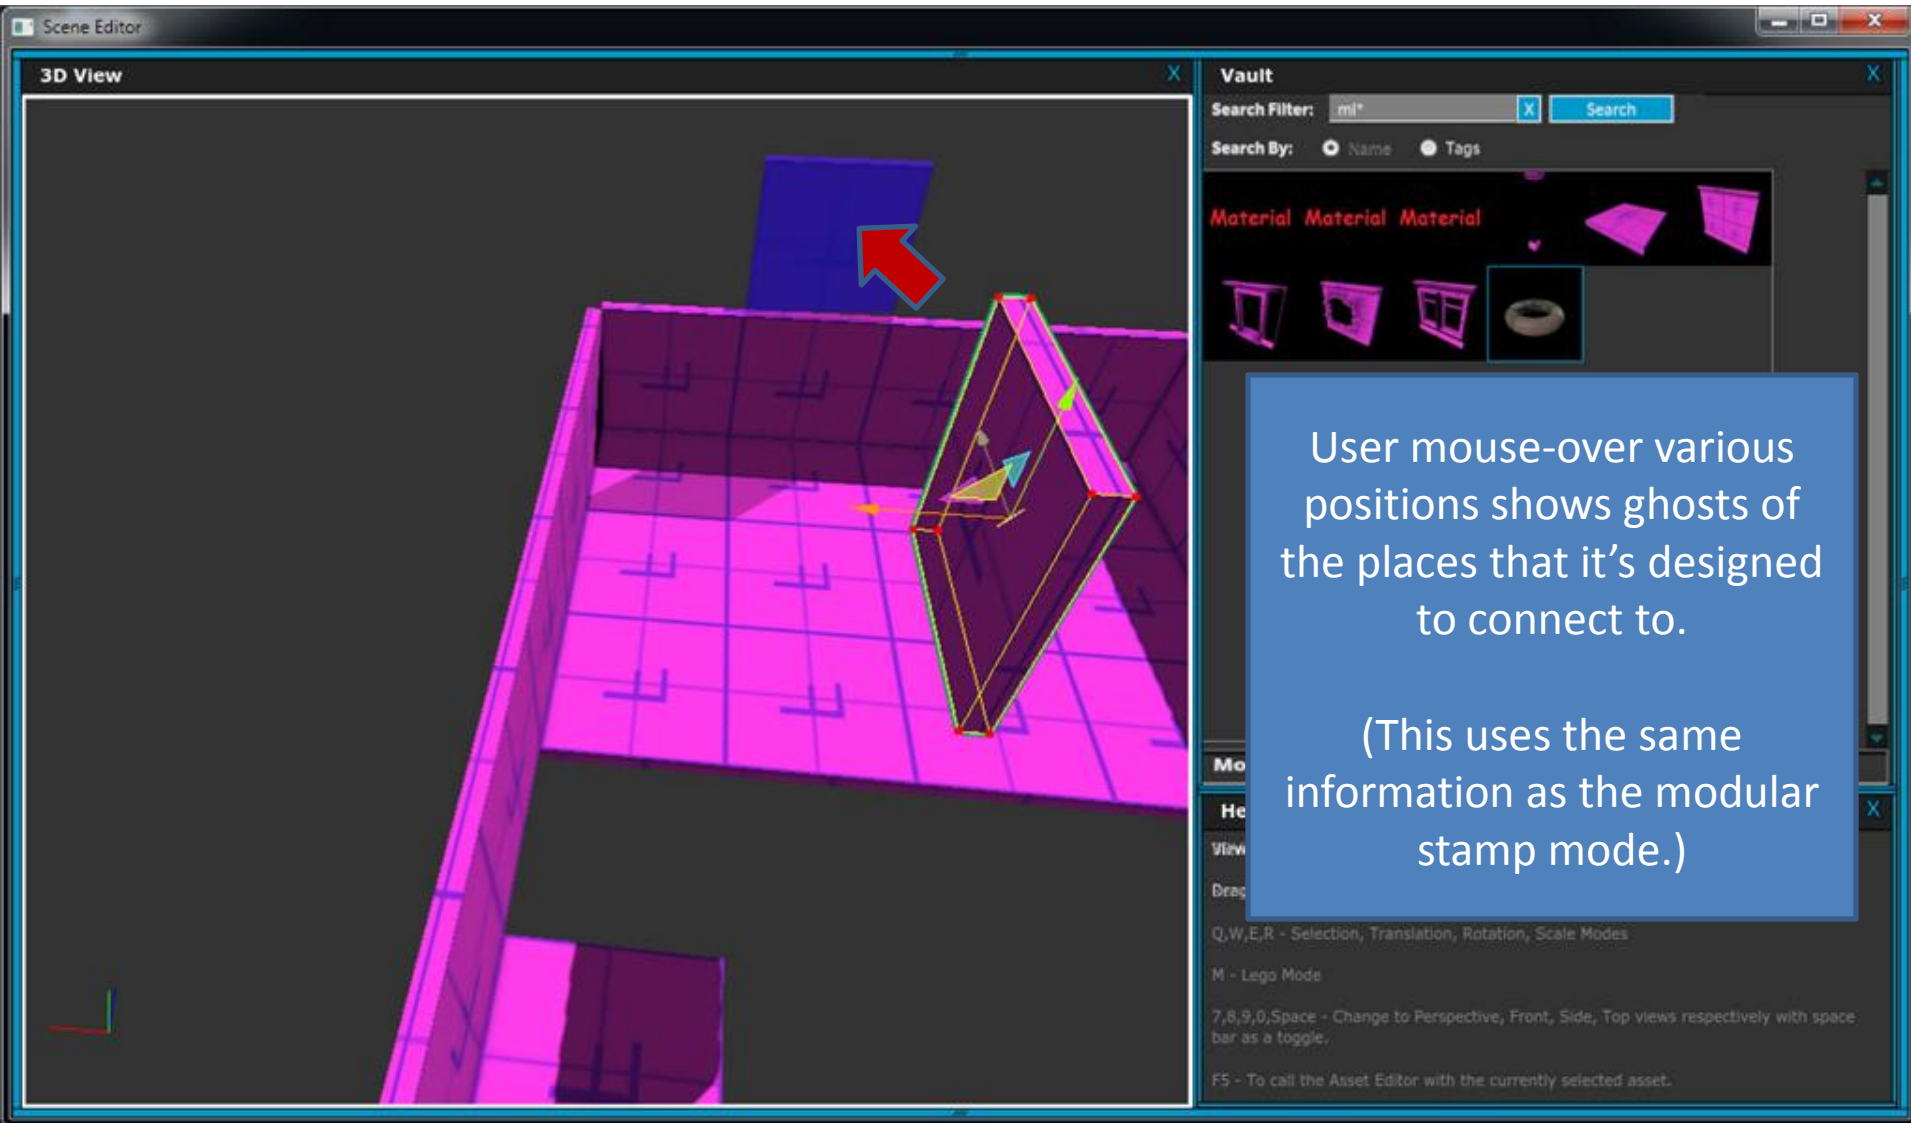 Scene Editor
3D View
X
Vault
X
Search Filter:
ml*
X
Search
Search By:
Name
Tags
Material Material Material
User mouse-over various
positions shows ghosts of
the places that it’s designed
to connect to.
(This uses the same
information as the modular
stamp mode.)
Mo
He
X
View
Drag
Q,W,E,R - Selection, Translation, Rotation, Scale Modes
M - Lego Mode
7,8,9,0,Space - Change to Perspective, Front, Side, Top views respectively with space
bar as a toggle.
F5 - To call the Asset Editor with the currently selected asset.